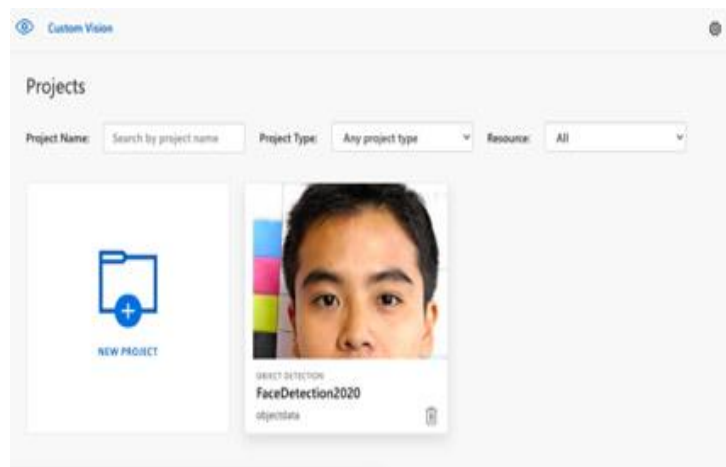 Custom Vision
Projects
Project Name: Search by project name Project Type: Any project type Resource: All
NEW PROJECT
OBJECT DETECTION
FaceDetection2020
objectdata